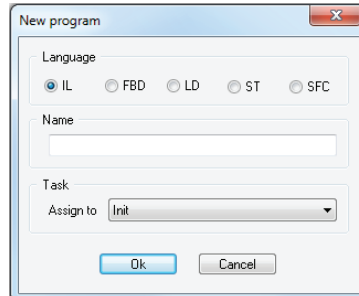 New program
Language
IL FBD LD ST SFC
Name
Task
Assign to Init
Ok Cancel